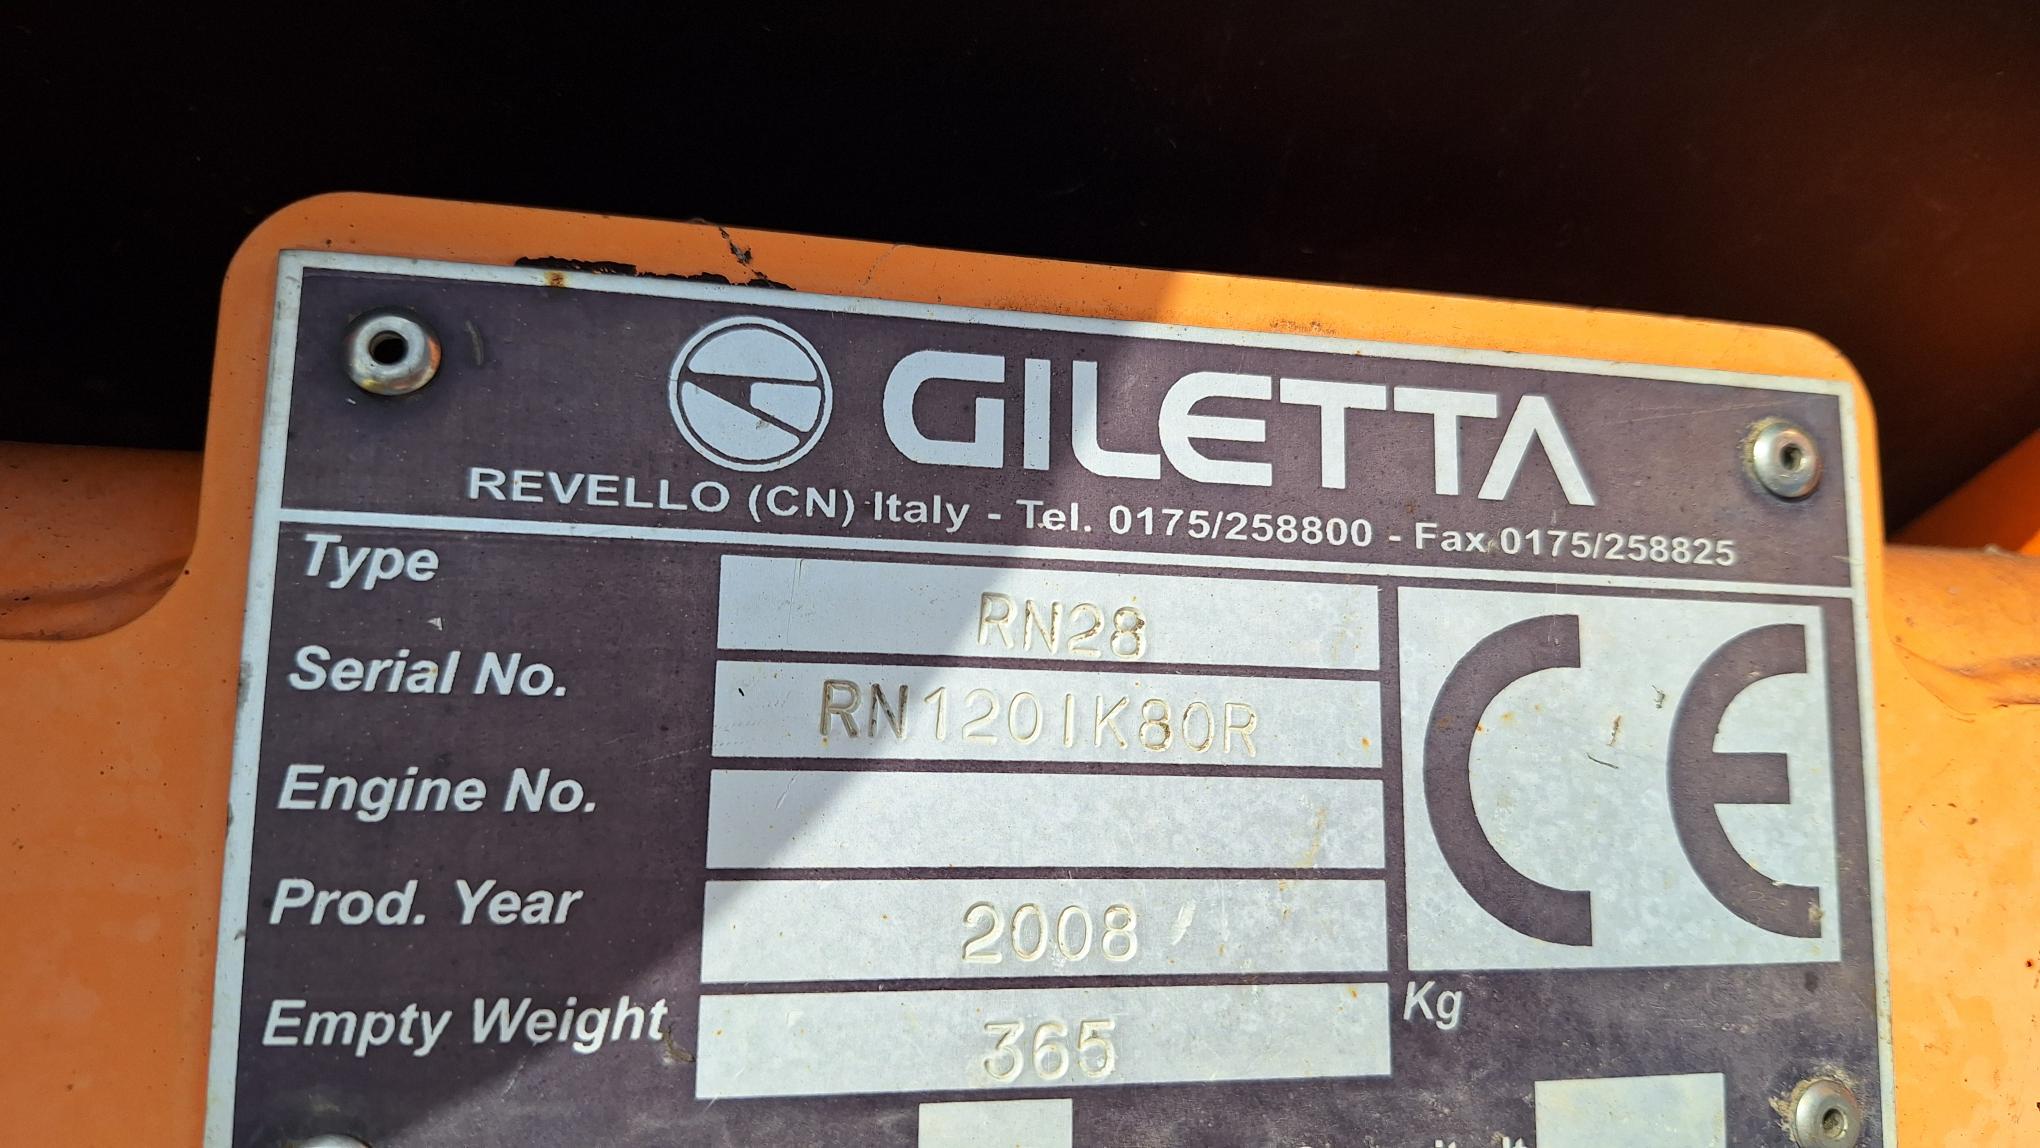 GILETTA
REVELLO (CN) Italy - Tel. 0175/258800 - Fax 0175/258825
Type RN28
Serial No. RN1201K80R
Engine No.
Prod. Year 2008
Empty Weight 365 Kg
CE